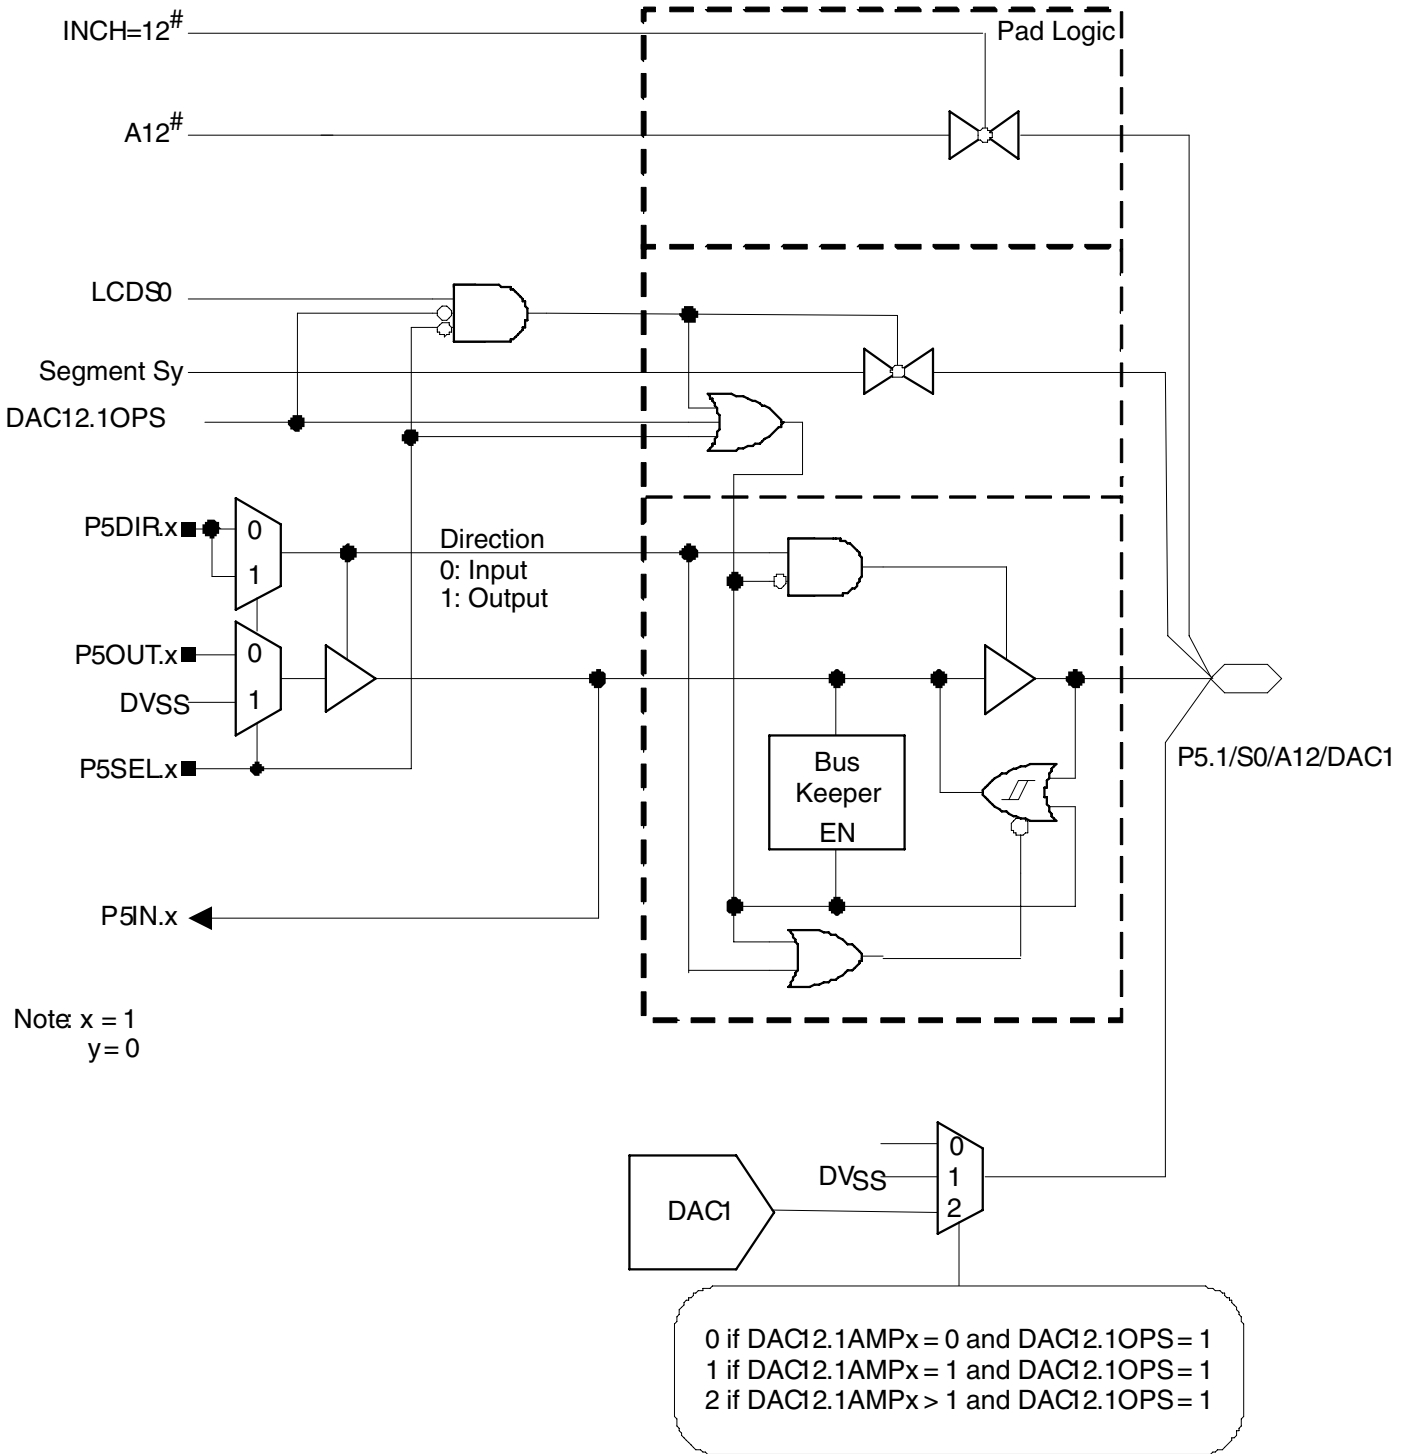 INCH=12#
Pad Logic
A12#
LCDS0
Segment Sy
DAC12.1OPS
P5DIR.x
0
1
Direction
0: Input
1: Output
P5OUT.x
0
DVSS
1
P5SEL.x
Bus
Keeper
EN
P5.1/S0/A12/DAC1
P5IN.x
Note: x = 1
y = 0
0
DVSS
1
DAC1
2
0 if DAC12.1AMPx = 0 and DAC12.1OPS = 1
1 if DAC12.1AMPx = 1 and DAC12.1OPS = 1
2 if DAC12.1AMPx > 1 and DAC12.1OPS = 1